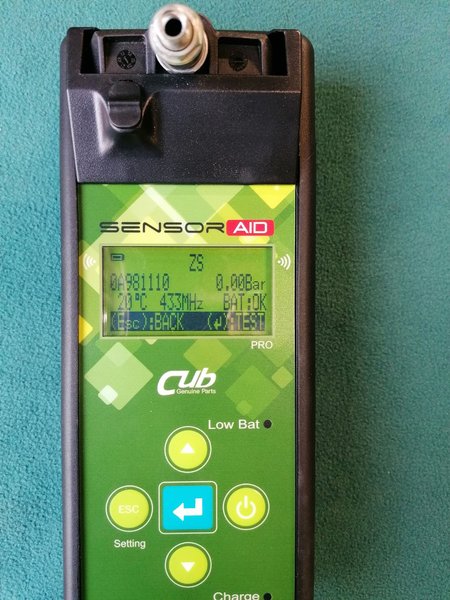 SENSOR AID
ZS
0A981110 0,00Bar
20°C 433MHz BAT:OK
(Esc):BACK (↵):TEST
PRO
Cub
Genuine Parts
Low Bat
ESC
Setting
Charge